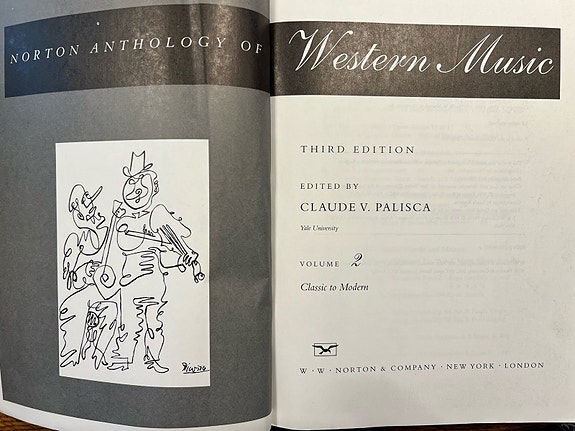 NORTON ANTHOLOGY OF Western Music
THIRD EDITION
EDITED BY
CLAUDE V. PALISCA
Yale University
VOLUME 2
Classic to Modern
W · W · NORTON & COMPANY · NEW YORK · LONDON
Picasso